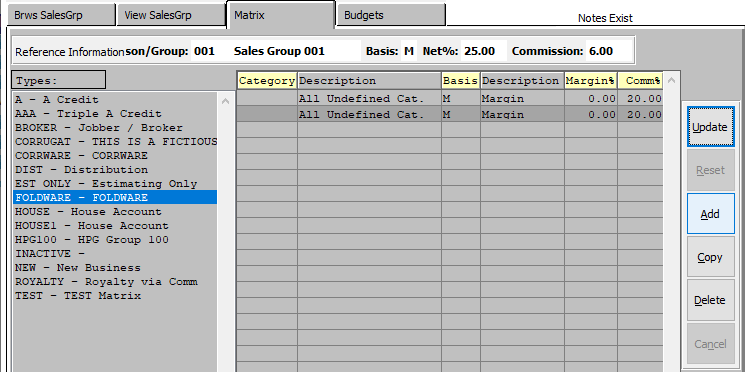 Brws SalesGrp View SalesGrp Matrix Budgets Notes Exist
Reference Information son/Group: 001 Sales Group 001 Basis: M Net%: 25.00 Commission: 6.00
Types:
A - A Credit
AAA - Triple A Credit
BROKER - Jobber / Broker
CORRUGAT - THIS IS A FICTIOUS
CORRWARE - CORRWARE
DIST - Distribution
EST ONLY - Estimating Only
FOLDWARE - FOLDWARE
HOUSE - House Account
HOUSE1 - House Account
HPG100 - HPG Group 100
INACTIVE -
NEW - New Business
ROYALTY - Royalty via Comm
TEST - TEST Matrix
Category Description Basis Description Margin% Comm%
All Undefined Cat. M Margin 0.00 20.00
All Undefined Cat. M Margin 0.00 20.00
Update
Reset
Add
Copy
Delete
Cancel